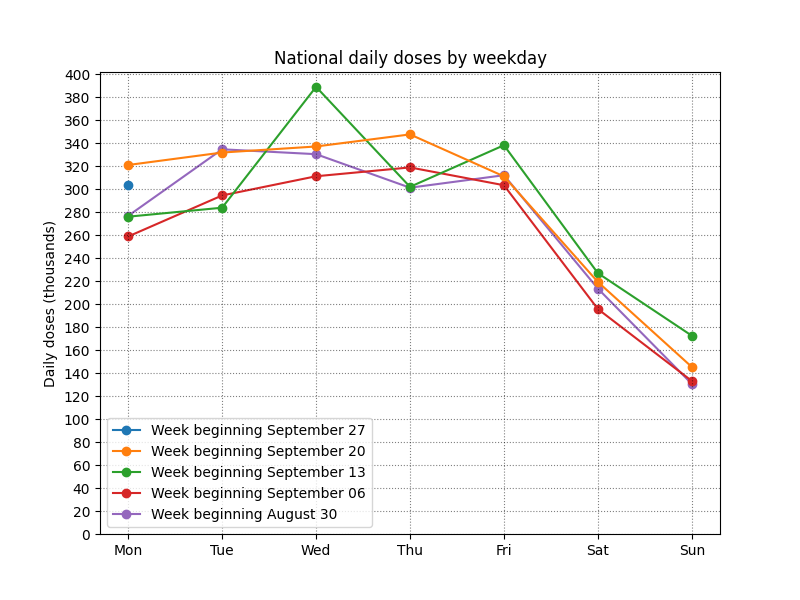 National daily doses by weekday
Daily doses (thousands)
400
380
360
340
320
300
280
260
240
220
200
180
160
140
120
100
80
60
40
20
0
Week beginning September 27
Week beginning September 20
Week beginning September 13
Week beginning September 06
Week beginning August 30
Mon Tue Wed Thu Fri Sat Sun